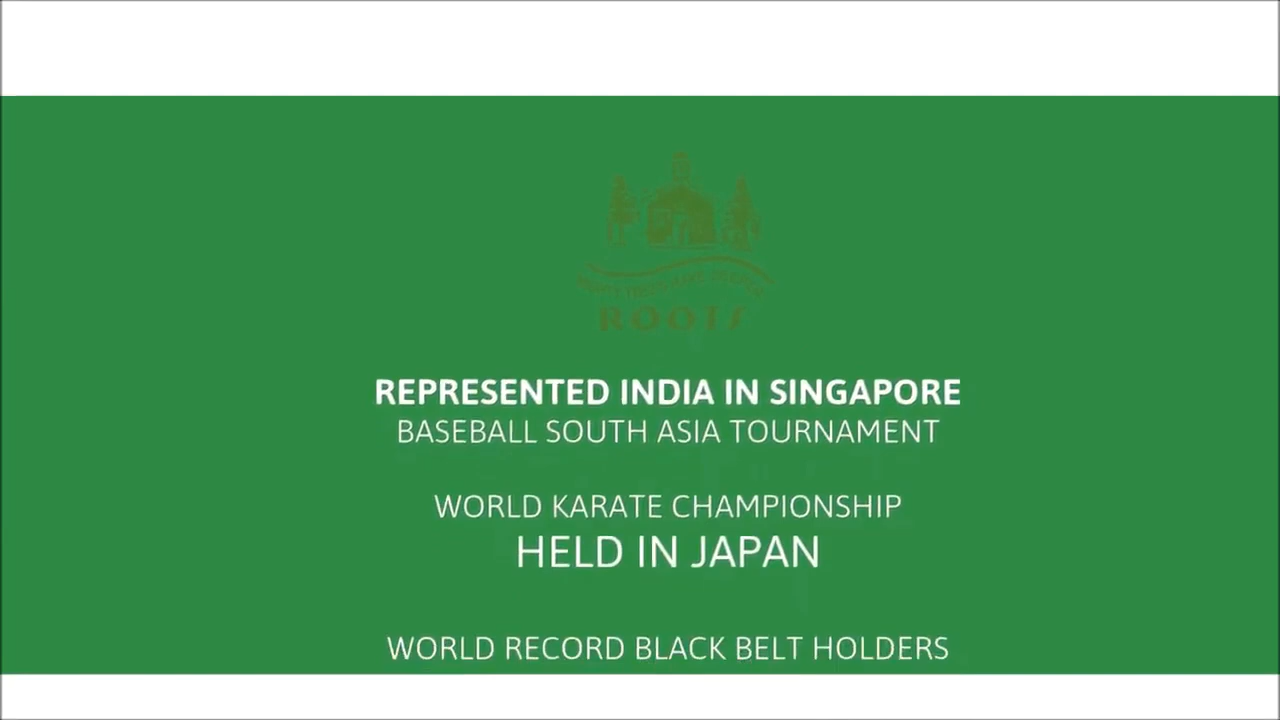 ROOTS
REPRESENTED INDIA IN SINGAPORE
BASEBALL SOUTH ASIA TOURNAMENT
WORLD KARATE CHAMPIONSHIP
HELD IN JAPAN
WORLD RECORD BLACK BELT HOLDERS